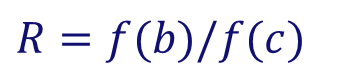 R = f(b)/f(c)